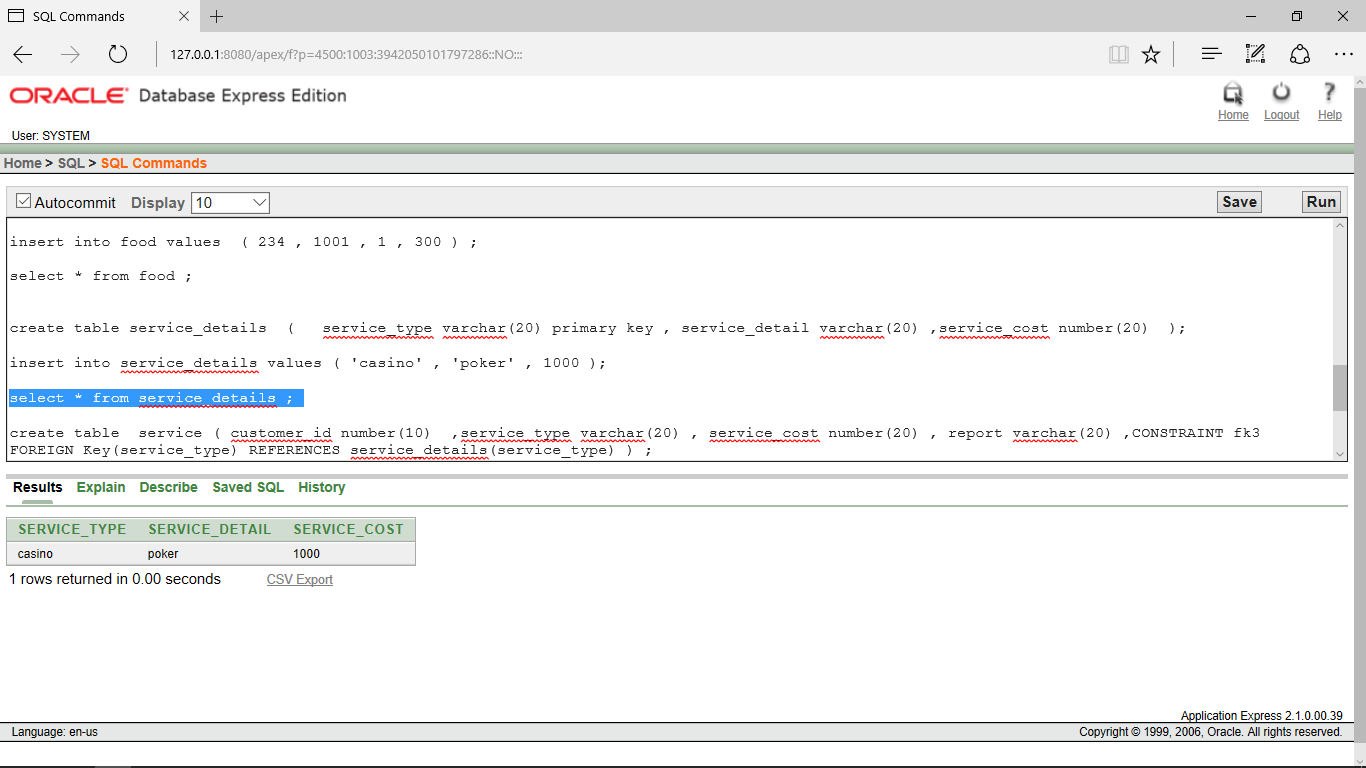 SQL Commands
127.0.0.1:8080/apex/f?p=4500:1003:3942050101797286::NO:::
ORACLE Database Express Edition
Home Logout Help
User: SYSTEM
Home > SQL > SQL Commands
Autocommit Display 10 Save Run
insert into food values ( 234 , 1001 , 1 , 300 ) ;
select * from food ;
create table service_details ( service_type varchar(20) primary key , service_detail varchar(20) ,service_cost number(20) );
insert into service_details values ( 'casino' , 'poker' , 1000 );
select * from service_details ;
create table service ( customer_id number(10) ,service_type varchar(20) , service_cost number(20) , report varchar(20) ,CONSTRAINT fk3
FOREIGN Key(service_type) REFERENCES service_details(service_type) ) ;
Results Explain Describe Saved SQL History
SERVICE_TYPE SERVICE_DETAIL SERVICE_COST
casino poker 1000
1 rows returned in 0.00 seconds CSV Export
Application Express 2.1.0.00.39
Language: en-us Copyright © 1999, 2006, Oracle. All rights reserved.